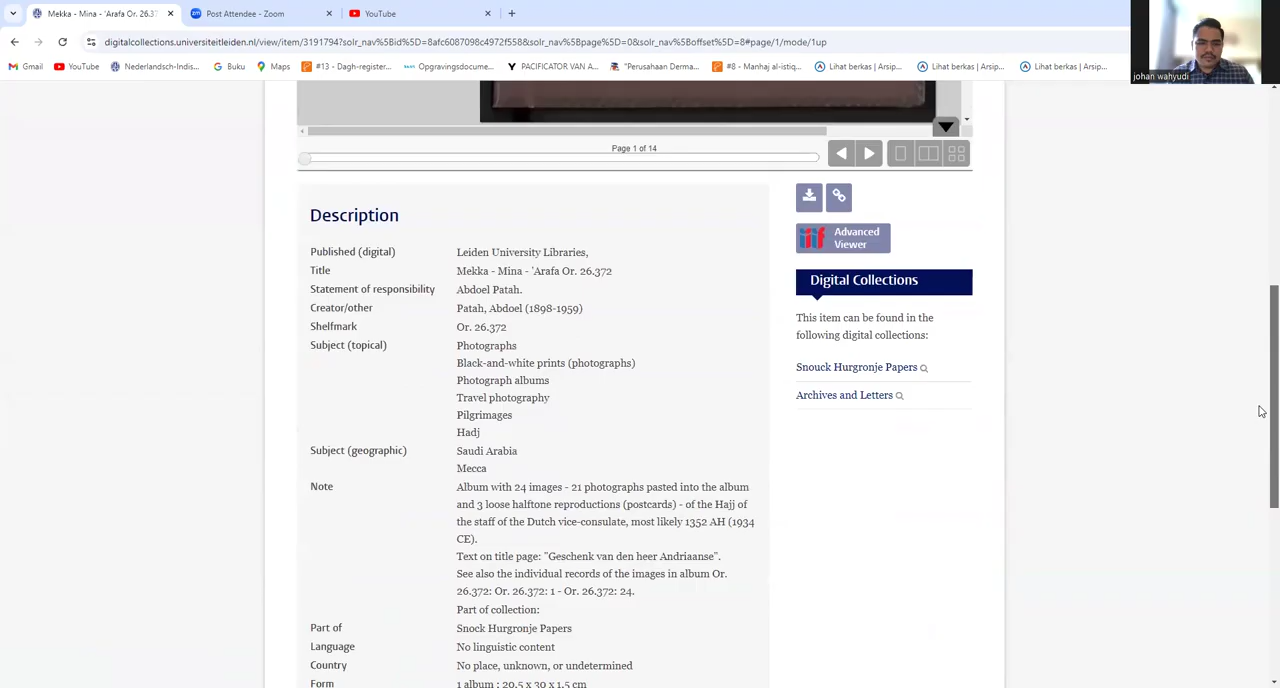 Mekka - Mina - 'Arafa Or. 26.37
Post Attendee - Zoom
YouTube
digitalcollections.universiteitleiden.nl/view/item/3191794?solr_nav%5Bid%5D=8afc6087098c4972f5f8&solr_nav%5Bpage%5D=0&solr_nav%5Boffset%5D=8#page/1/mode/1up
Gmail
YouTube
Nederlandsch-Indis...
Buku
Maps
#13 - Dagh-register...
Opgravingsdocume...
PACIFICATOR VAN A...
"Perusahaan Derma...
#8 - Manhaj al-istiq...
Lihat berkas | Arsip...
Lihat berkas | Arsip...
Lihat berkas | Arsip...
johan wahyudi
Page 1 of 14
Description
Published (digital) Leiden University Libraries,
Title Mekka - Mina - 'Arafa Or. 26.372
Statement of responsibility Abdoel Patah.
Creator/other Patah, Abdoel (1898-1959)
Shelfmark Or. 26.372
Subject (topical) Photographs
Black-and-white prints (photographs)
Photograph albums
Travel photography
Pilgrimages
Hadj
Subject (geographic) Saudi Arabia
Mecca
Note Album with 24 images - 21 photographs pasted into the album
and 3 loose halftone reproductions (postcards) - of the Hajj of
the staff of the Dutch vice-consulate, most likely 1352 AH (1934
CE).
Text on title page: "Geschenk van den heer Andriaanse".
See also the individual records of the images in album Or.
26.372: Or. 26.372: 1 - Or. 26.372: 24.
Part of collection:
Part of Snock Hurgronje Papers
Language No linguistic content
Country No place, unknown, or undetermined
Form 1 album ; 20,5 x 30 x 1,5 cm
iiif Advanced
Viewer
Digital Collections
This item can be found in the
following digital collections:
Snouck Hurgronje Papers
Archives and Letters